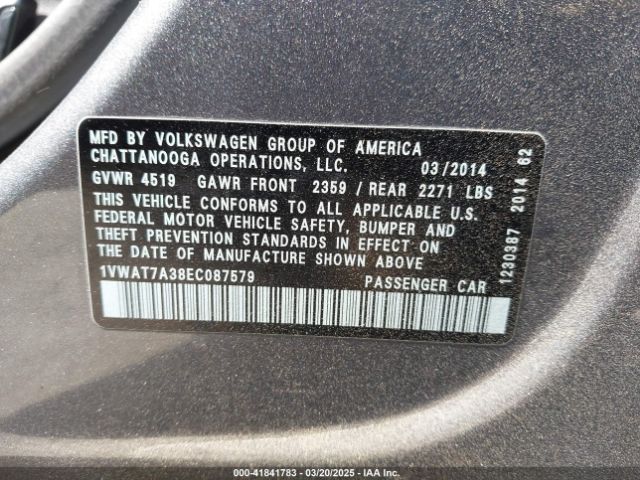 MFD BY VOLKSWAGEN GROUP OF AMERICA
CHATTANOOGA OPERATIONS, LLC. 03/2014
GVWR 4519 GAWR FRONT 2359 / REAR 2271 LBS
THIS VEHICLE CONFORMS TO ALL APPLICABLE U.S.
FEDERAL MOTOR VEHICLE SAFETY, BUMPER AND
THEFT PREVENTION STANDARDS IN EFFECT ON
THE DATE OF MANUFACTURE SHOWN ABOVE
1VWAT7A38EC087579 PASSENGER CAR
1230387 2014 62
000-41841783 | 03/20/2025 | IAAI.COM